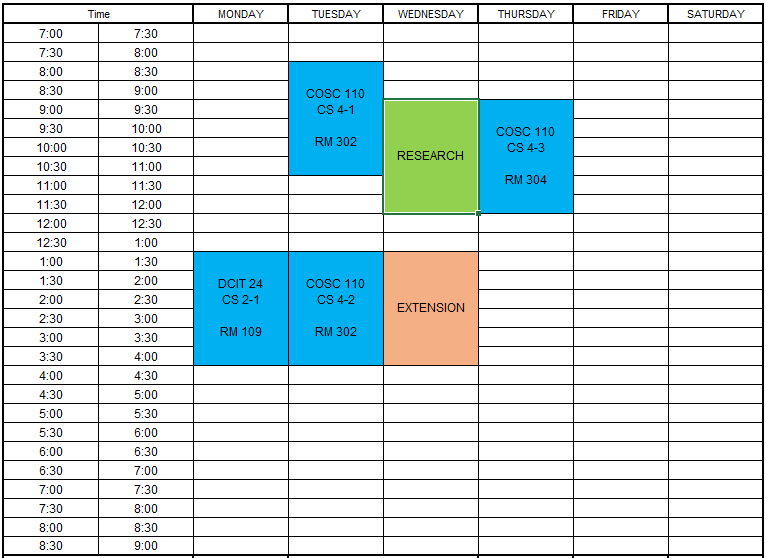 Time MONDAY TUESDAY WEDNESDAY THURSDAY FRIDAY SATURDAY
7:00 7:30
7:30 8:00
8:00 8:30
8:30 9:00
9:00 9:30
9:30 10:00
10:00 10:30
10:30 11:00
11:00 11:30
11:30 12:00
12:00 12:30
12:30 1:00
1:00 1:30
1:30 2:00
2:00 2:30
2:30 3:00
3:00 3:30
3:30 4:00
4:00 4:30
4:30 5:00
5:00 5:30
5:30 6:00
6:00 6:30
6:30 7:00
7:00 7:30
7:30 8:00
8:00 8:30
8:30 9:00
DCIT 24
CS 2-1
RM 109
COSC 110
CS 4-1
RM 302
COSC 110
CS 4-2
RM 302
RESEARCH
EXTENSION
COSC 110
CS 4-3
RM 304